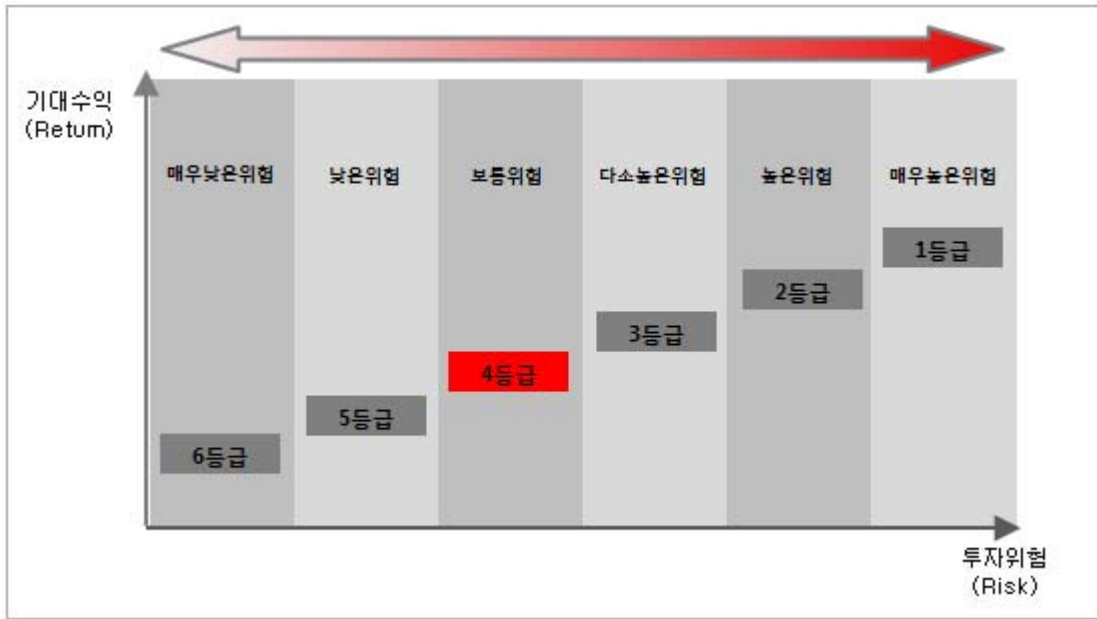 기대수익
(Return)
매우낮은위험 낮은위험 보통위험 다소높은위험 높은위험 매우높은위험
1등급
2등급
3등급
4등급
5등급
6등급
투자위험
(Risk)